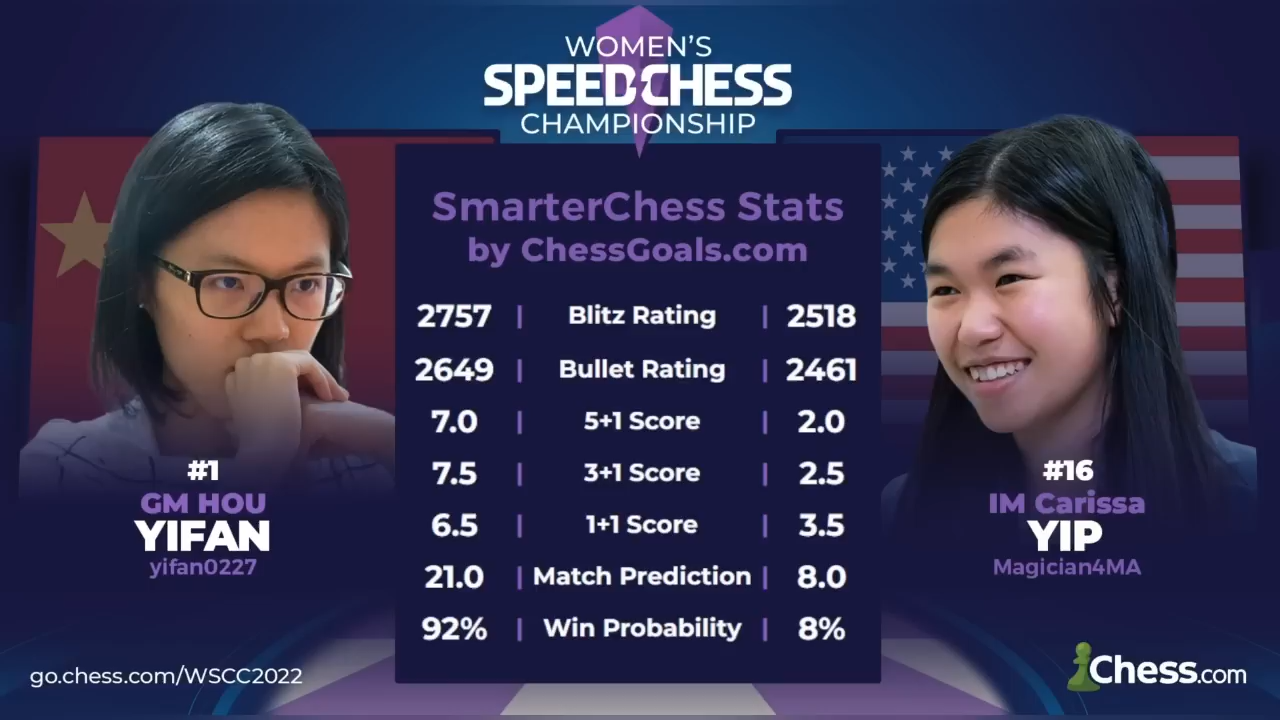 WOMEN'S
SPEED CHESS
CHAMPIONSHIP
SmarterChess Stats
by ChessGoals.com
2757 | Blitz Rating | 2518
2649 | Bullet Rating | 2461
7.0 | 5+1 Score | 2.0
7.5 | 3+1 Score | 2.5
6.5 | 1+1 Score | 3.5
21.0 | Match Prediction | 8.0
92% | Win Probability | 8%
#1
GM HOU
YIFAN
yifan0227
#16
IM Carissa
YIP
Magician4MA
go.chess.com/WSCC2022
Chess.com